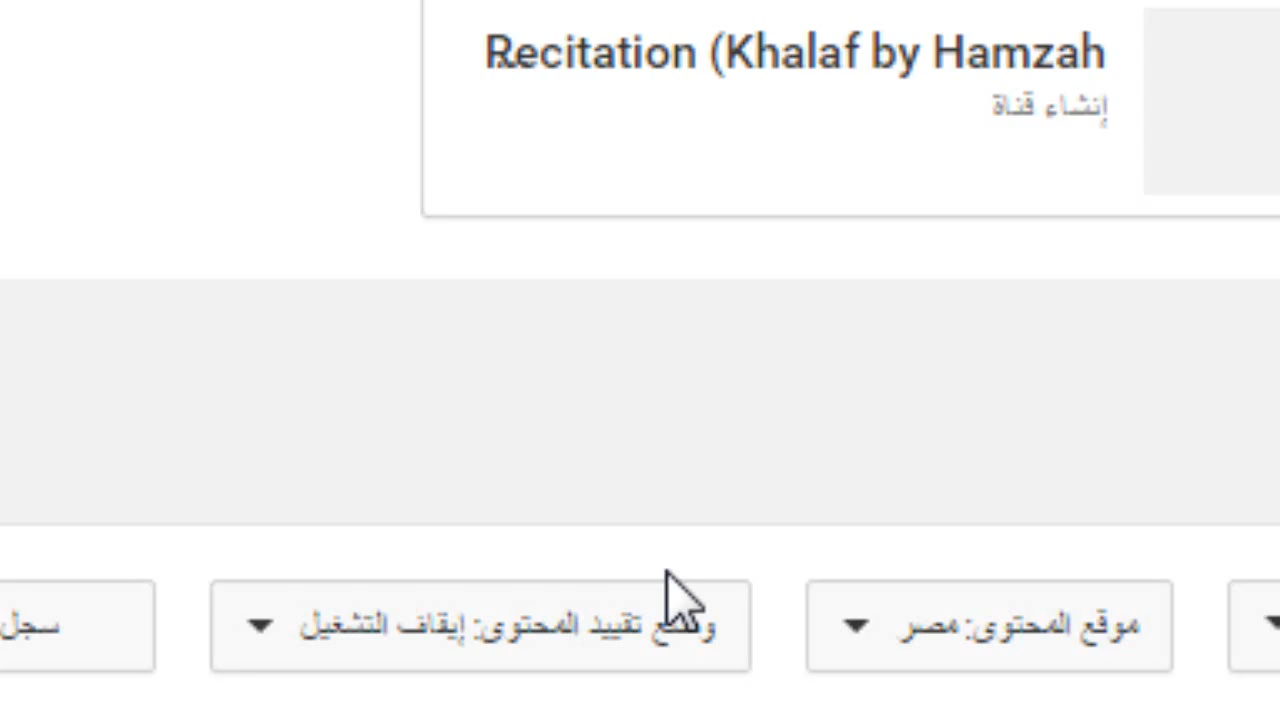 Recitation (Khalaf by Hamzah
إنشاء قناة
موقع المحتوى: مصر
وضع تقييد المحتوى: إيقاف التشغيل
سجل